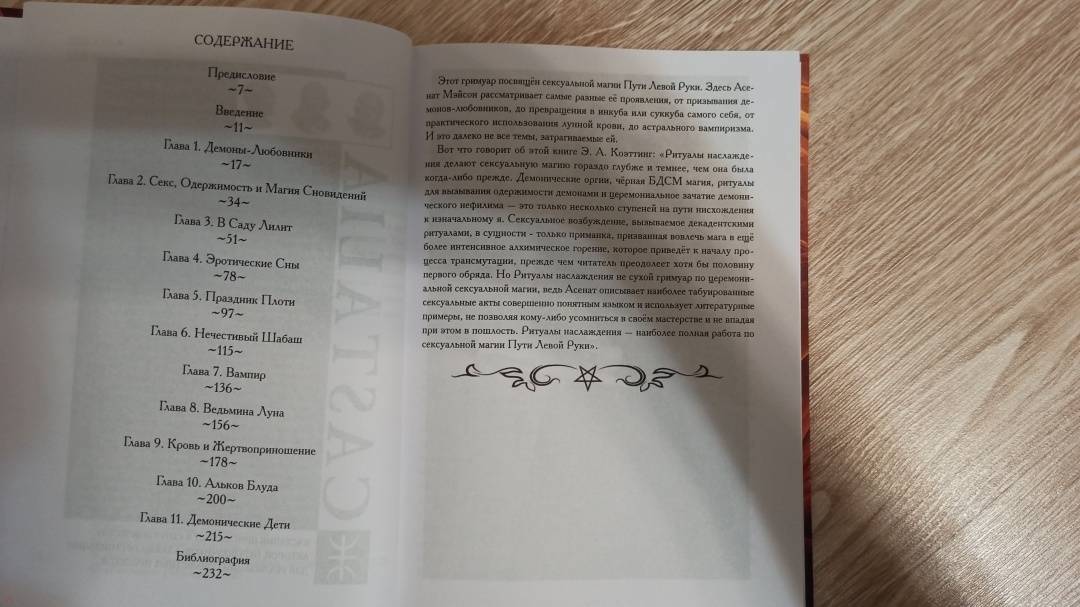 СОДЕРЖАНИЕ
Предисловие
~7~
Введение
~11~
Глава 1. Демоны-Любовники
~17~
Глава 2. Секс, Одержимость и Магия Сновидений
~34~
Глава 3. В Саду Лилит
~51~
Глава 4. Эротические Сны
~78~
Глава 5. Праздник Плоти
~97~
Глава 6. Нечестивый Шабаш
~115~
Глава 7. Вампир
~136~
Глава 8. Ведьмина Луна
~156~
Глава 9. Кровь и Жертвоприношение
~178~
Глава 10. Альков Блуда
~200~
Глава 11. Демонические Дети
~215~
Библиография
~232~
Этот гримуар посвящён сексуальной магии Пути Левой Руки. Здесь Асе-
нат Мэйсон рассматривает самые разные её проявления, от призывания де-
монов-любовников, до превращения в инкуба или суккуба самого себя, от
практического использования лунной крови, до астрального вампиризма.
И это далеко не все темы, затрагиваемые ей.
Вот что говорит об этой книге Э. А. Коэттинг: «Ритуалы наслажде-
ния делают сексуальную магию гораздо глубже и темнее, чем она была
когда-либо прежде. Демонические оргии, чёрная БДСМ магия, ритуалы
для вызывания одержимости демонами и церемониальное зачатие демони-
ческого нефилима — это только несколько ступеней на пути нисхождения
к изначальному я. Сексуальное возбуждение, вызываемое декадентскими
ритуалами, в сущности - только приманка, призванная вовлечь мага в ещё
более интенсивное алхимическое горение, которое приведёт к началу про-
цесса трансмутации, прежде чем читатель преодолеет хотя бы половину
первого обряда. Но Ритуалы наслаждения не сухой гримуар по церемони-
альной сексуальной магии, ведь Асенат описывает наиболее табуированные
сексуальные акты совершенно понятным языком и использует литературные
примеры, не позволяя кому-либо усомниться в своём мастерстве и не впадая
при этом в пошлость. Ритуалы наслаждения — наиболее полная работа по
сексуальной магии Пути Левой Руки».